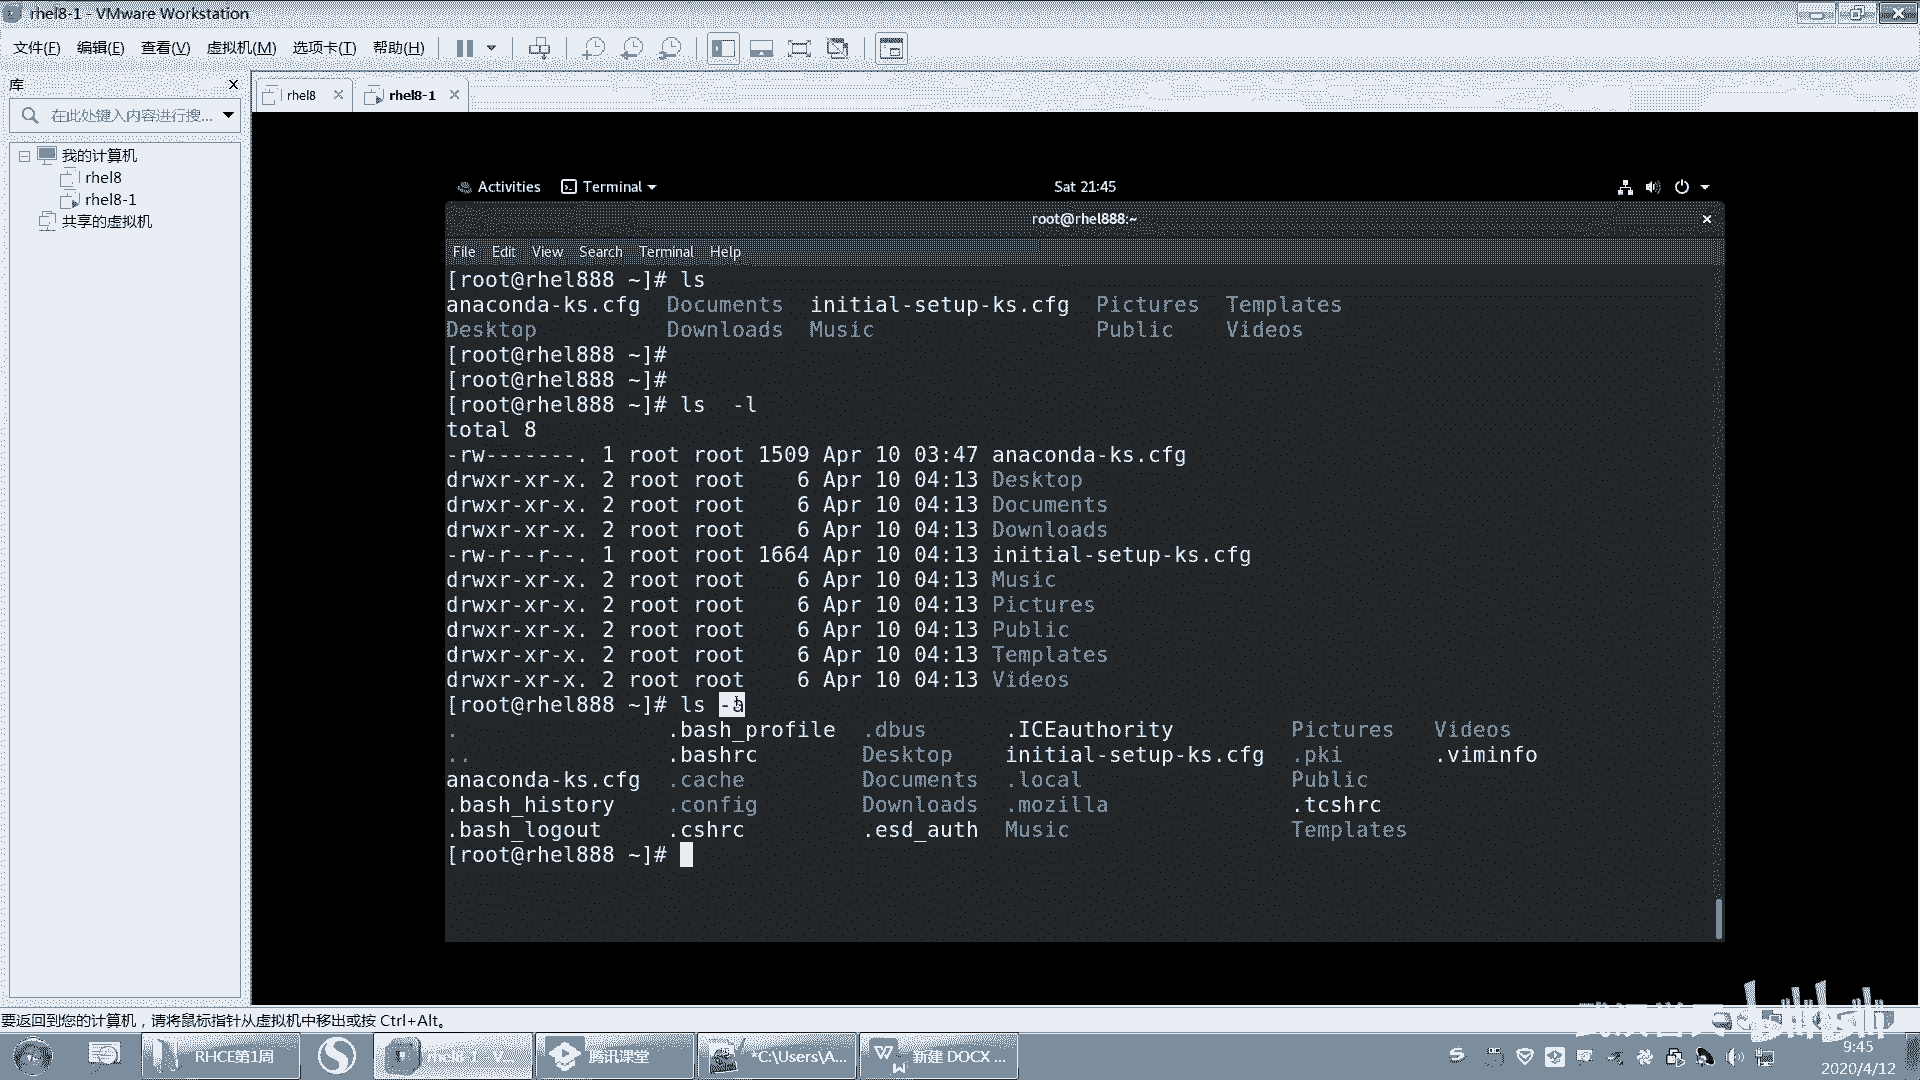 rhel8-1 - VMware Workstation
文件(F) 编辑(E) 查看(V) 虚拟机(M) 选项卡(T) 帮助(H)
库
在此处键入内容进行搜...
我的计算机
rhel8
rhel8-1
共享的虚拟机
rhel8 rhel8-1
Activities Terminal Sat 21:45
root@rhel888:~
File Edit View Search Terminal Help
[root@rhel888 ~]# ls
anaconda-ks.cfg Documents initial-setup-ks.cfg Pictures Templates
Desktop Downloads Music Public Videos
[root@rhel888 ~]#
[root@rhel888 ~]#
[root@rhel888 ~]# ls  -l
total 8
-rw-------. 1 root root 1509 Apr 10 03:47 anaconda-ks.cfg
drwxr-xr-x. 2 root root    6 Apr 10 04:13 Desktop
drwxr-xr-x. 2 root root    6 Apr 10 04:13 Documents
drwxr-xr-x. 2 root root    6 Apr 10 04:13 Downloads
-rw-r--r--. 1 root root 1664 Apr 10 04:13 initial-setup-ks.cfg
drwxr-xr-x. 2 root root    6 Apr 10 04:13 Music
drwxr-xr-x. 2 root root    6 Apr 10 04:13 Pictures
drwxr-xr-x. 2 root root    6 Apr 10 04:13 Public
drwxr-xr-x. 2 root root    6 Apr 10 04:13 Templates
drwxr-xr-x. 2 root root    6 Apr 10 04:13 Videos
[root@rhel888 ~]# ls -a
. .bash_profile .dbus .ICEauthority Pictures Videos
.. .bashrc Desktop initial-setup-ks.cfg .pki .viminfo
anaconda-ks.cfg .cache Documents .local Public
.bash_history .config Downloads .mozilla .tcshrc
.bash_logout .cshrc .esd_auth Music Templates
[root@rhel888 ~]#
要返回到您的计算机，请将鼠标指针从虚拟机中移出或按 Ctrl+Alt。
bilibili
RHCE第1周 rhel8-1 - V... 腾讯课堂 *C:\Users\A... 新建 DOCX ...
9:45
2020/4/12